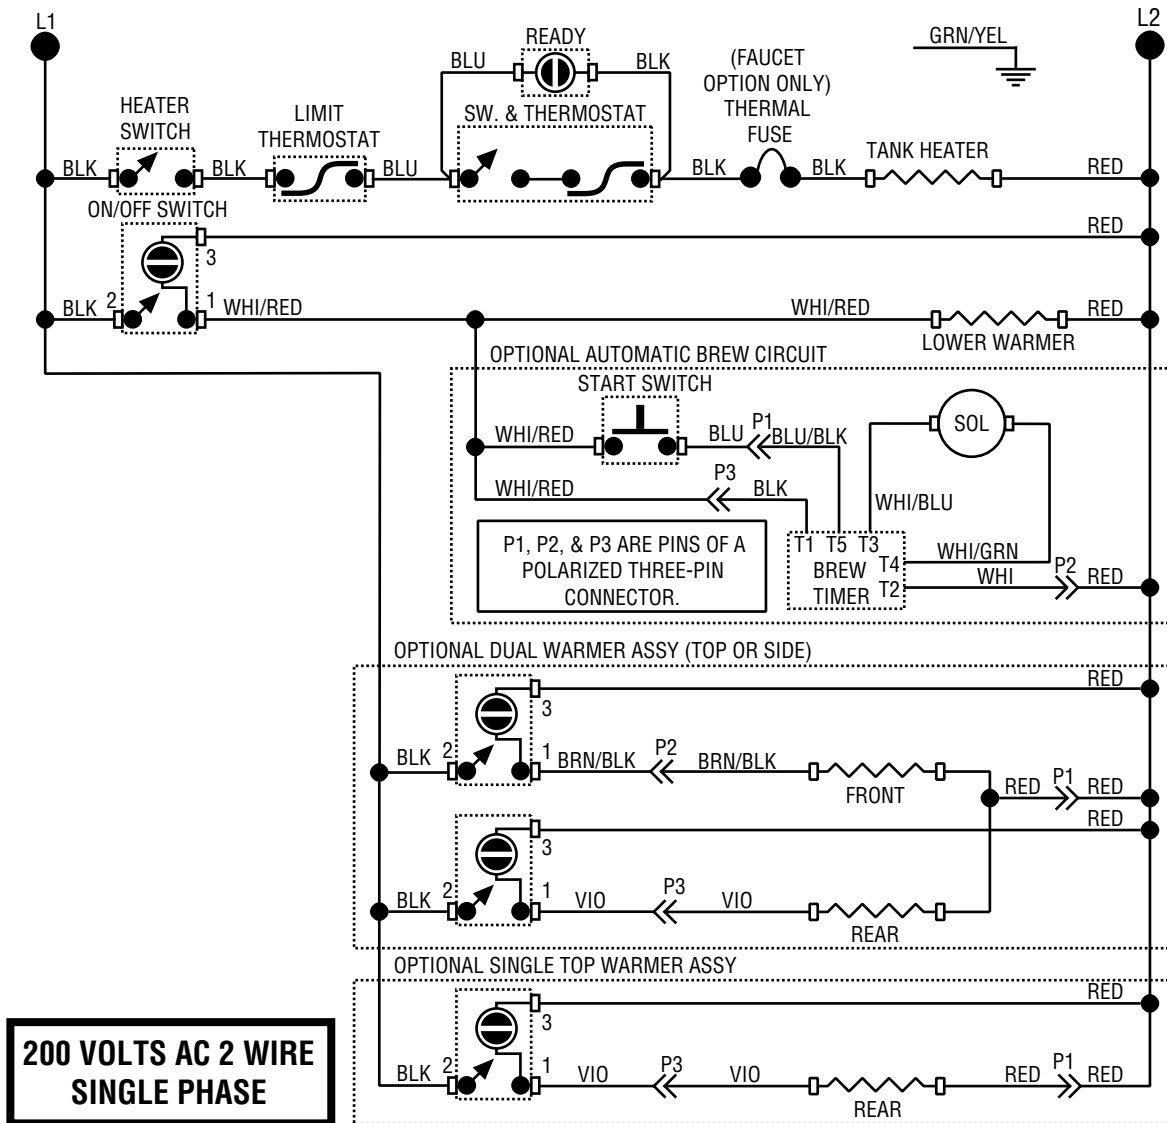 L1
L2
READY
GRN/YEL
BLU
BLK
(FAUCET
OPTION ONLY)
THERMAL
FUSE
HEATER
SWITCH
LIMIT
THERMOSTAT
SW. & THERMOSTAT
TANK HEATER
BLK
BLK
BLU
BLK
BLK
RED
ON/OFF SWITCH
3
RED
BLK
2
1
WHI/RED
WHI/RED
RED
LOWER WARMER
OPTIONAL AUTOMATIC BREW CIRCUIT
START SWITCH
SOL
WHI/RED
BLU
P1
BLU/BLK
WHI/RED
P3
BLK
WHI/BLU
P1, P2, & P3 ARE PINS OF A
POLARIZED THREE-PIN
CONNECTOR.
T1 T5 T3
T4
BREW
TIMER
T2
WHI/GRN
WHI
P2
RED
OPTIONAL DUAL WARMER ASSY (TOP OR SIDE)
RED
3
BLK
2
1
BRN/BLK
P2
BRN/BLK
FRONT
RED
P1
RED
RED
3
BLK
2
1
VIO
P3
VIO
REAR
OPTIONAL SINGLE TOP WARMER ASSY
RED
3
BLK
2
1
VIO
P3
VIO
REAR
RED
P1
RED
200 VOLTS AC 2 WIRE
SINGLE PHASE